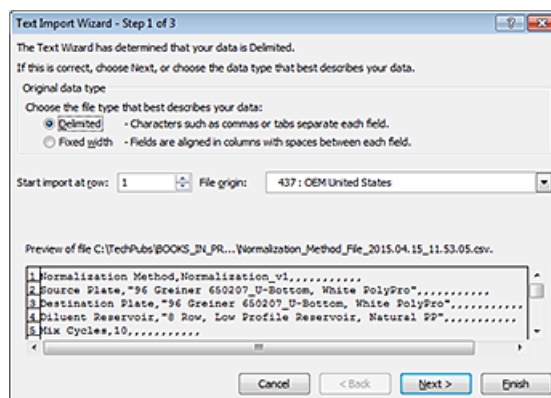 Text Import Wizard - Step 1 of 3
The Text Wizard has determined that your data is Delimited.
If this is correct, choose Next, or choose the data type that best describes your data.
Original data type
Choose the file type that best describes your data:
Delimited - Characters such as commas or tabs separate each field.
Fixed width - Fields are aligned in columns with spaces between each field.
Start import at row: 1 File origin: 437 : OEM United States
Preview of file C:\TechPubs\BOOKS_IN_PR...\Normalization_Method_File_2015.04.15_11.53.05.csv.
1 Normalization Method,Normalization_v1,,,,,,,,,,
2 Source Plate,"96 Greiner 650207_U-Bottom, White PolyPro",,,,,,,,,,
3 Destination Plate,"96 Greiner 650207_U-Bottom, White PolyPro",,,,,,,,,,
4 Diluent Reservoir,"8 Row, Low Profile Reservoir, Natural PP",,,,,,,,,,
5 Mix Cycles,10,,,,,,,,,,
Cancel < Back Next > Finish